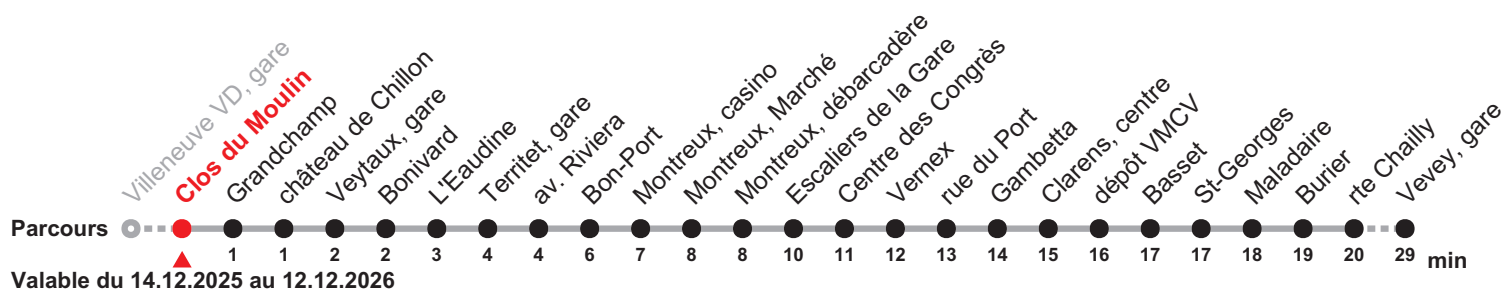 Villeneuve VD, gare
Clos du Moulin
Grandchamp
château de Chillon
Veytaux, gare
Bonivard
L'Eaudine
Territet, gare
av. Riviera
Bon-Port
Montreux, casino
Montreux, Marché
Montreux, débarcadère
Escaliers de la Gare
Centre des Congrès
Vernex
rue du Port
Gambetta
Clarens, centre
dépôt VMCV
Basset
St-Georges
Maladaire
Burier
rte Chailly
Vevey, gare
Parcours
1 1 2 2 3 4 4 6 7 8 8 10 11 12 13 14 15 16 17 17 18 19 20 29 min
Valable du 14.12.2025 au 12.12.2026